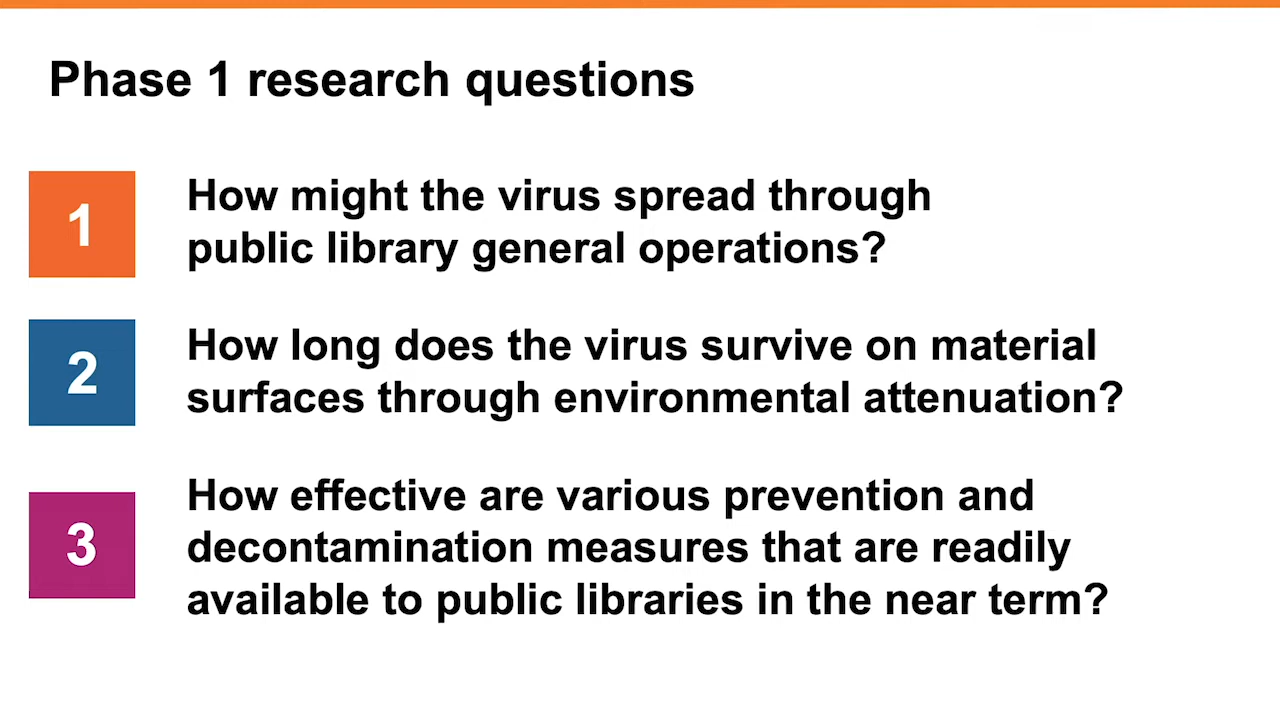 Phase 1 research questions
1
How might the virus spread through
public library general operations?
2
How long does the virus survive on material
surfaces through environmental attenuation?
3
How effective are various prevention and
decontamination measures that are readily
available to public libraries in the near term?